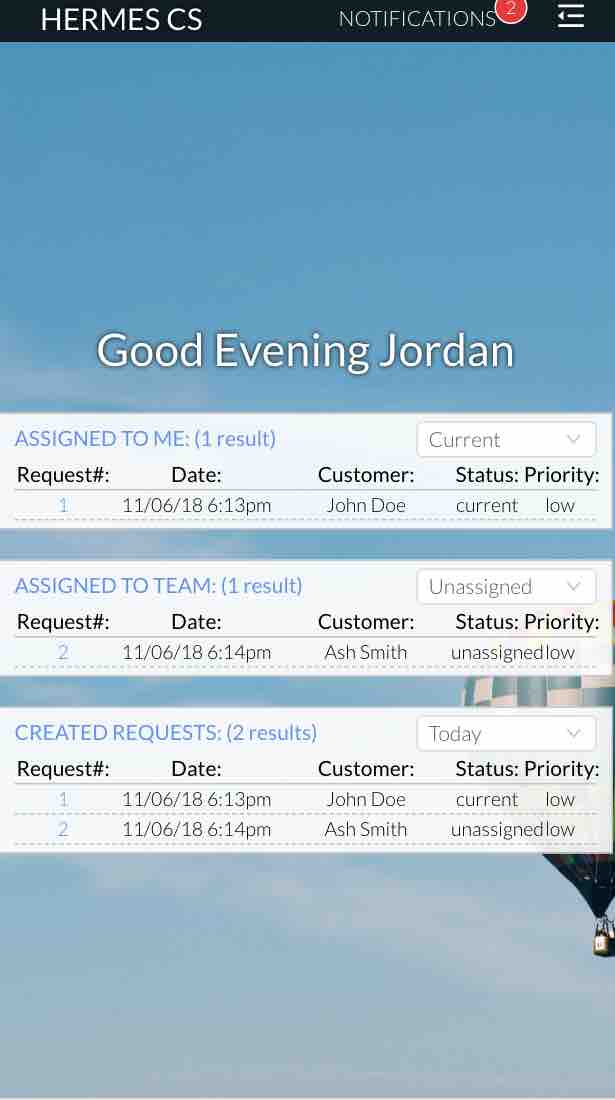 HERMES CS NOTIFICATIONS 2
Good Evening Jordan
ASSIGNED TO ME: (1 result) Current
Request#: Date: Customer: Status: Priority:
1 11/06/18 6:13pm John Doe current low
ASSIGNED TO TEAM: (1 result) Unassigned
Request#: Date: Customer: Status: Priority:
2 11/06/18 6:14pm Ash Smith unassigned low
CREATED REQUESTS: (2 results) Today
Request#: Date: Customer: Status: Priority:
1 11/06/18 6:13pm John Doe current low
2 11/06/18 6:14pm Ash Smith unassigned low